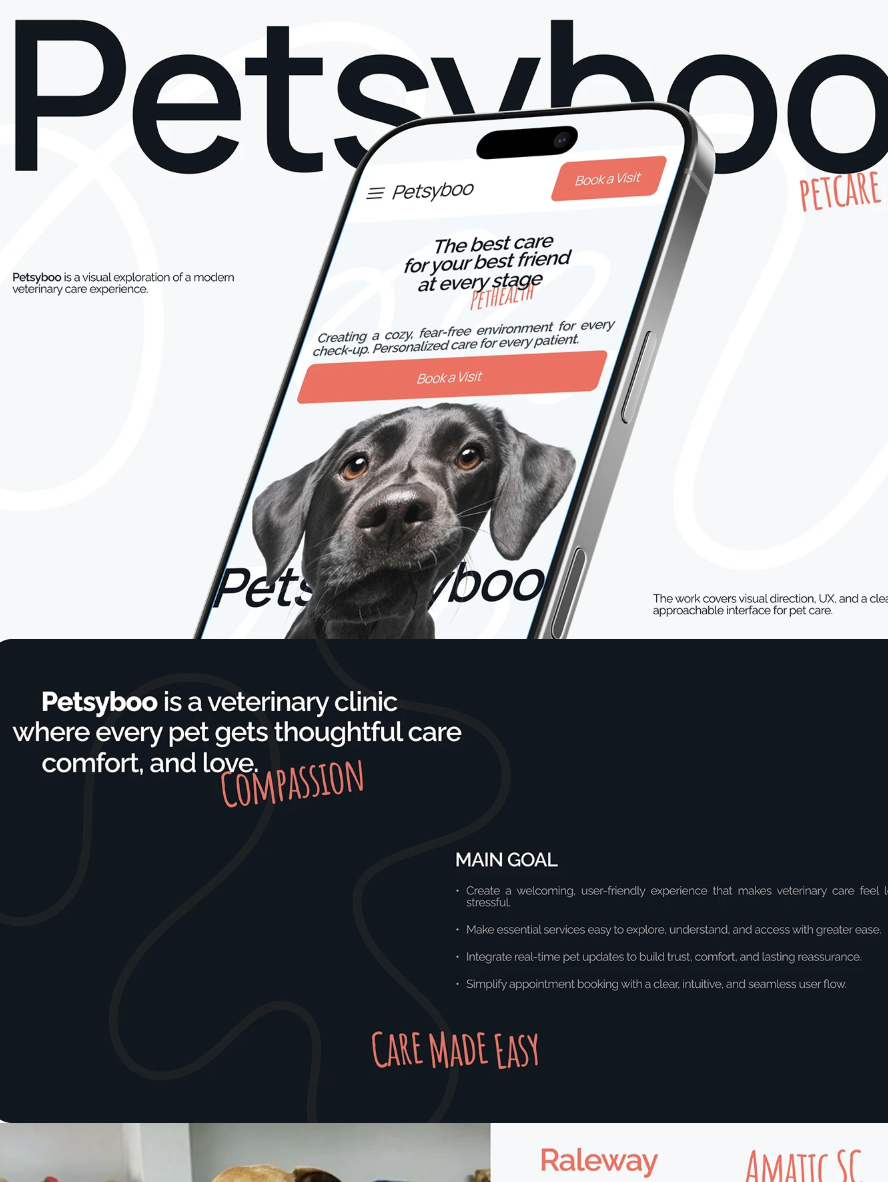 Petsyboo
PETCARE
Petsyboo
Book a Visit
The best care
for your best friend
at every stage
PETHEALTH
Petsyboo is a visual exploration of a modern
veterinary care experience.
Creating a cozy, fear-free environment for every
check-up. Personalized care for every patient.
Book a Visit
The work covers visual direction, UX, and a
approachable interface for pet care.
Petsyboo is a veterinary clinic
where every pet gets thoughtful care
comfort, and love.
COMPASSION
MAIN GOAL
• Create a welcoming, user-friendly experience that makes veterinary care feel
stressful.
• Make essential services easy to explore, understand, and access with greater ease.
• Integrate real-time pet updates to build trust, comfort, and lasting reassurance.
• Simplify appointment booking with a clear, intuitive, and seamless user flow.
CARE MADE EASY
Raleway
AMATIC SC